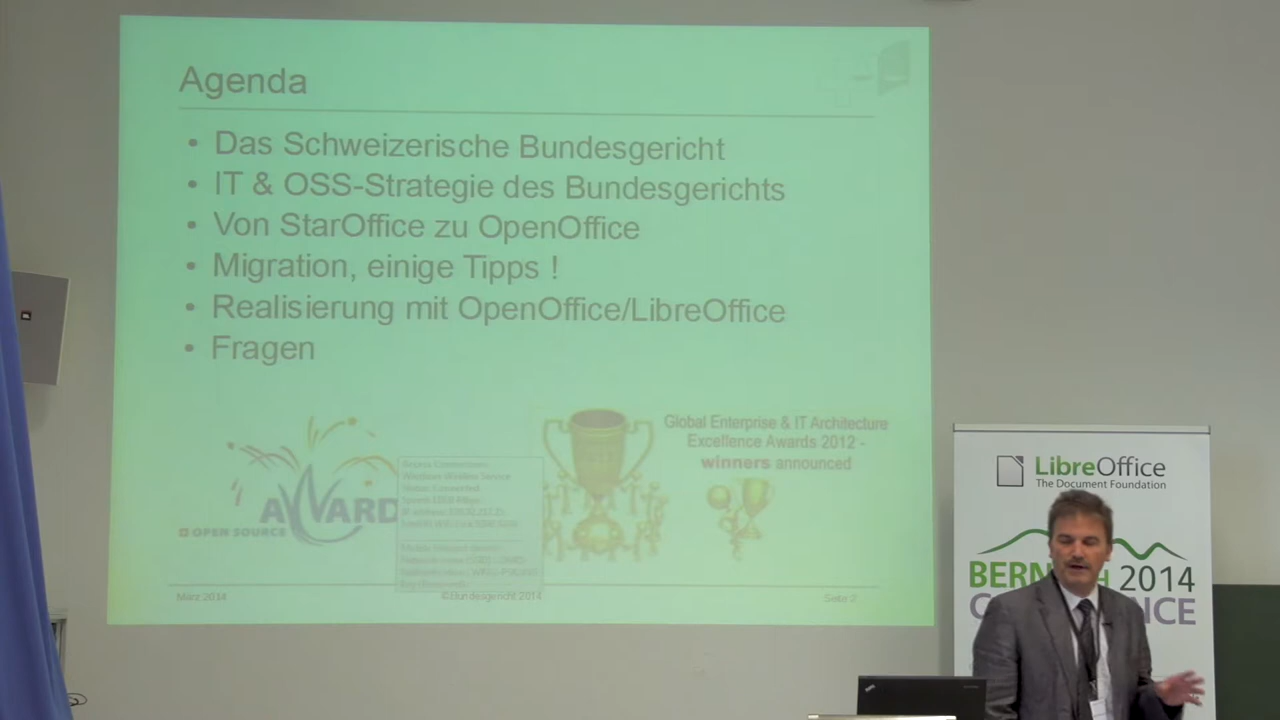 Agenda
• Das Schweizerische Bundesgericht
• IT & OSS-Strategie des Bundesgerichts
• Von StarOffice zu OpenOffice
• Migration, einige Tipps !
• Realisierung mit OpenOffice/LibreOffice
• Fragen
AWARD
OPEN SOURCE
Global Enterprise & IT Architecture
Excellence Awards 2012 -
winners announced
März 2014
©Bundesgericht 2014
Seite 2
LibreOffice
The Document Foundation
BERN 2014